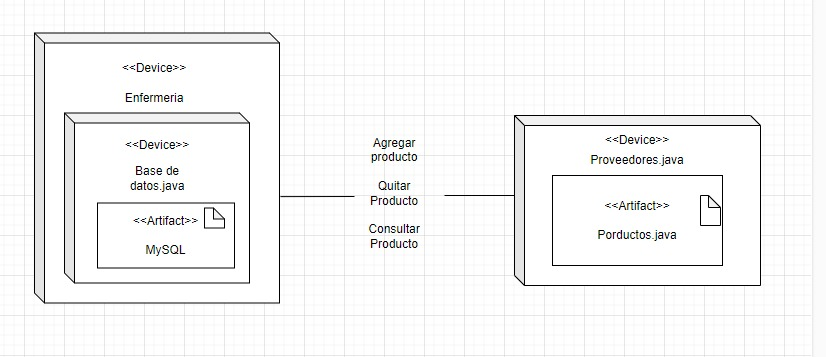 <<Device>>
Enfermeria
<<Device>>
Base de
datos.java
<<Artifact>>
MySQL
Agregar
producto
Quitar
Producto
Consultar
Producto
<<Device>>
Proveedores.java
<<Artifact>>
Porductos.java